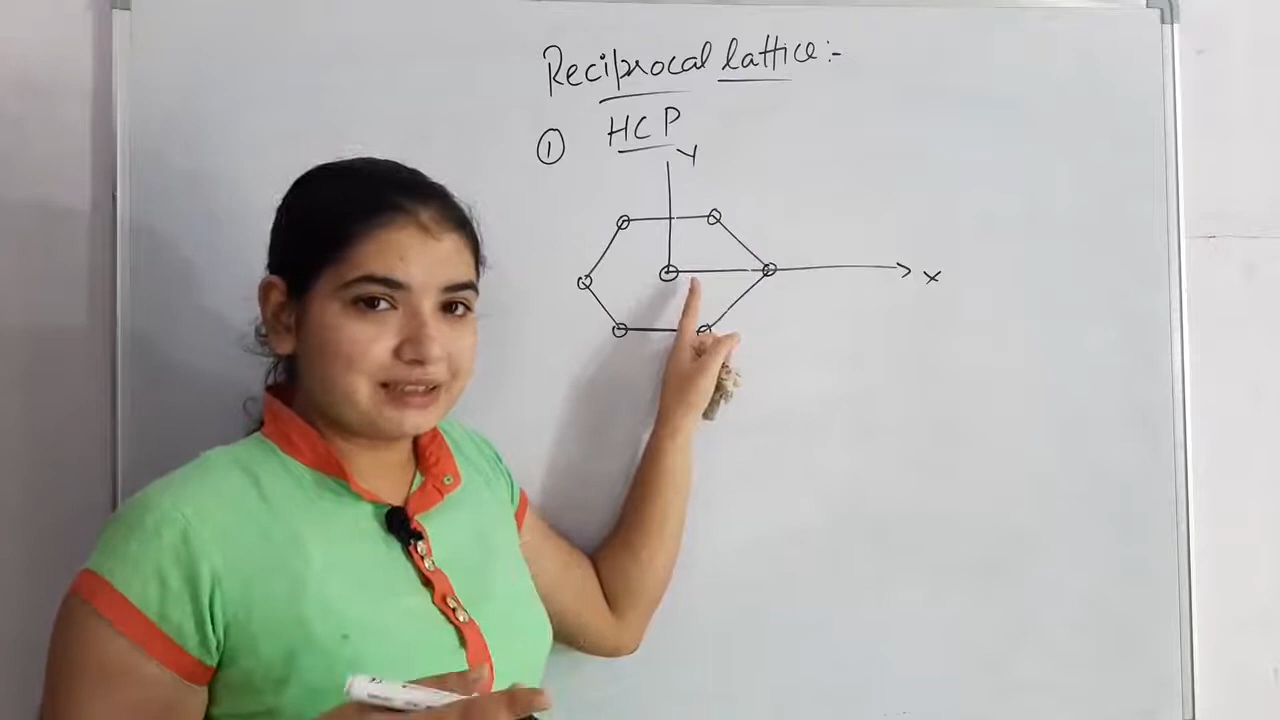 Reciprocal lattice :-
① HCP
Y
x